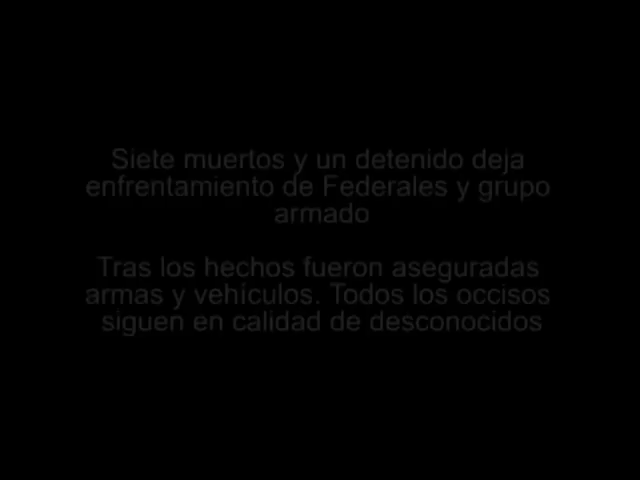 Siete muertos y un detenido deja
enfrentamiento de Federales y grupo
armado
Tras los hechos fueron aseguradas
armas y vehículos. Todos los occisos
siguen en calidad de desconocidos